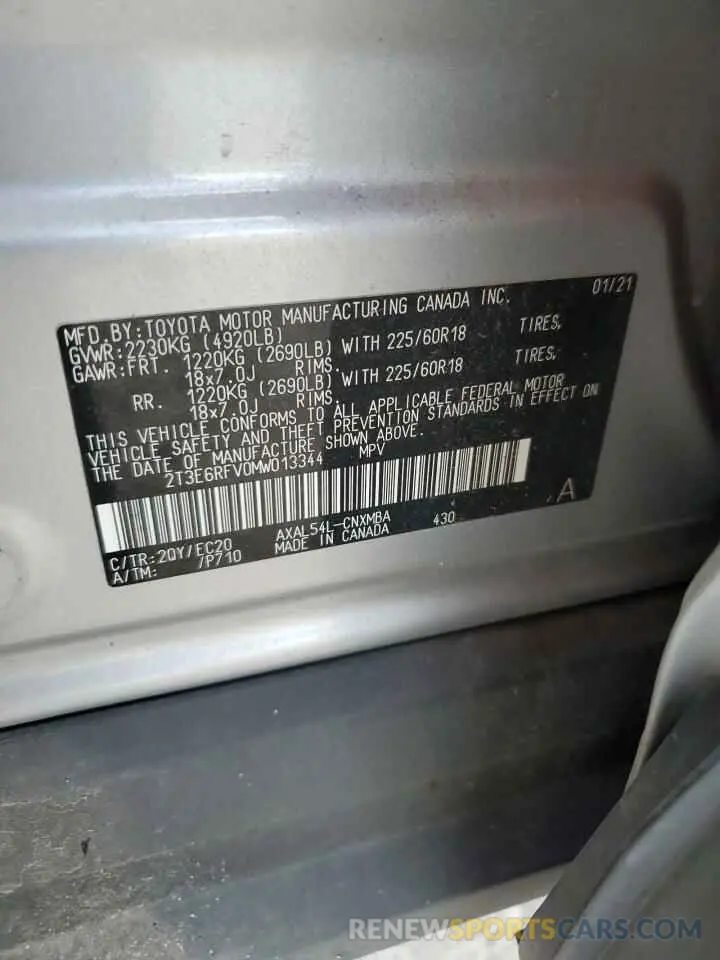 MFD. BY: TOYOTA MOTOR MANUFACTURING CANADA INC. 01/21
GVWR: 2230KG (4920LB)
GAWR: FRT. 1220KG (2690LB) WITH 225/60R18 TIRES,
18x7.0J RIMS.
RR. 1220KG (2690LB) WITH 225/60R18 TIRES,
18x7.0J RIMS.
THIS VEHICLE CONFORMS TO ALL APPLICABLE FEDERAL MOTOR
VEHICLE SAFETY AND THEFT PREVENTION STANDARDS IN EFFECT ON
THE DATE OF MANUFACTURE SHOWN ABOVE.
2T3E6RFV0MW013344 MPV
A
C/TR: 2QY/EC20 AXAL54L-CNXMBA 430
A/TM: /P710 MADE IN CANADA
RENEWSPORTSCARS.COM